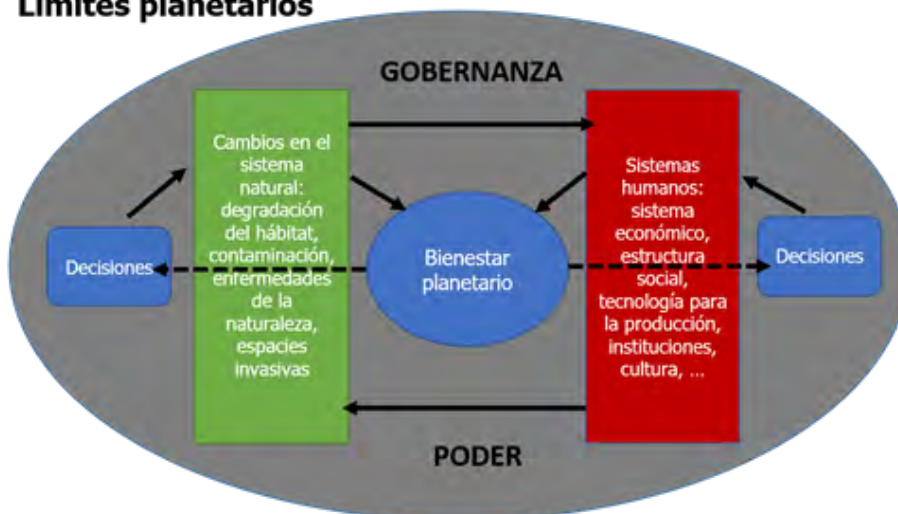 Límites planetarios
GOBERNANZA
Cambios en el
sistema
natural:
degradación
del hábitat,
contaminación,
enfermedades
de la
naturaleza,
espacies
invasivas
Decisiones
Bienestar
planetario
Sistemas
humanos:
sistema
económico,
estructura
social,
tecnología para
la producción,
instituciones,
cultura, ...
Decisiones
PODER